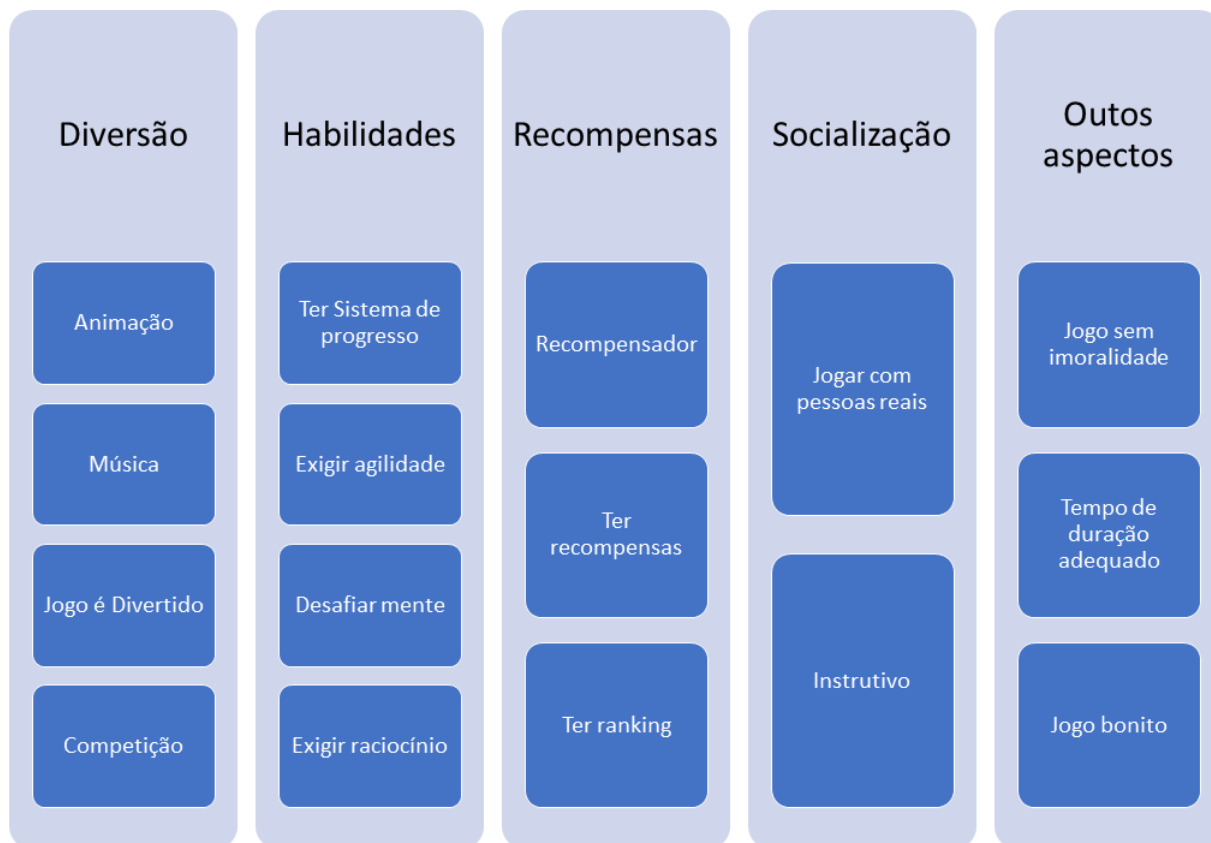 Diversão
Animação
Música
Jogo é Divertido
Competição
Habilidades
Ter Sistema de
progresso
Exigir agilidade
Desafiar mente
Exigir raciocínio
Recompensas
Recompensador
Ter
recompensas
Ter ranking
Socialização
Jogar com
pessoas reais
Instrutivo
Outos
aspectos
Jogo sem
imoralidade
Tempo de
duração
adequado
Jogo bonito